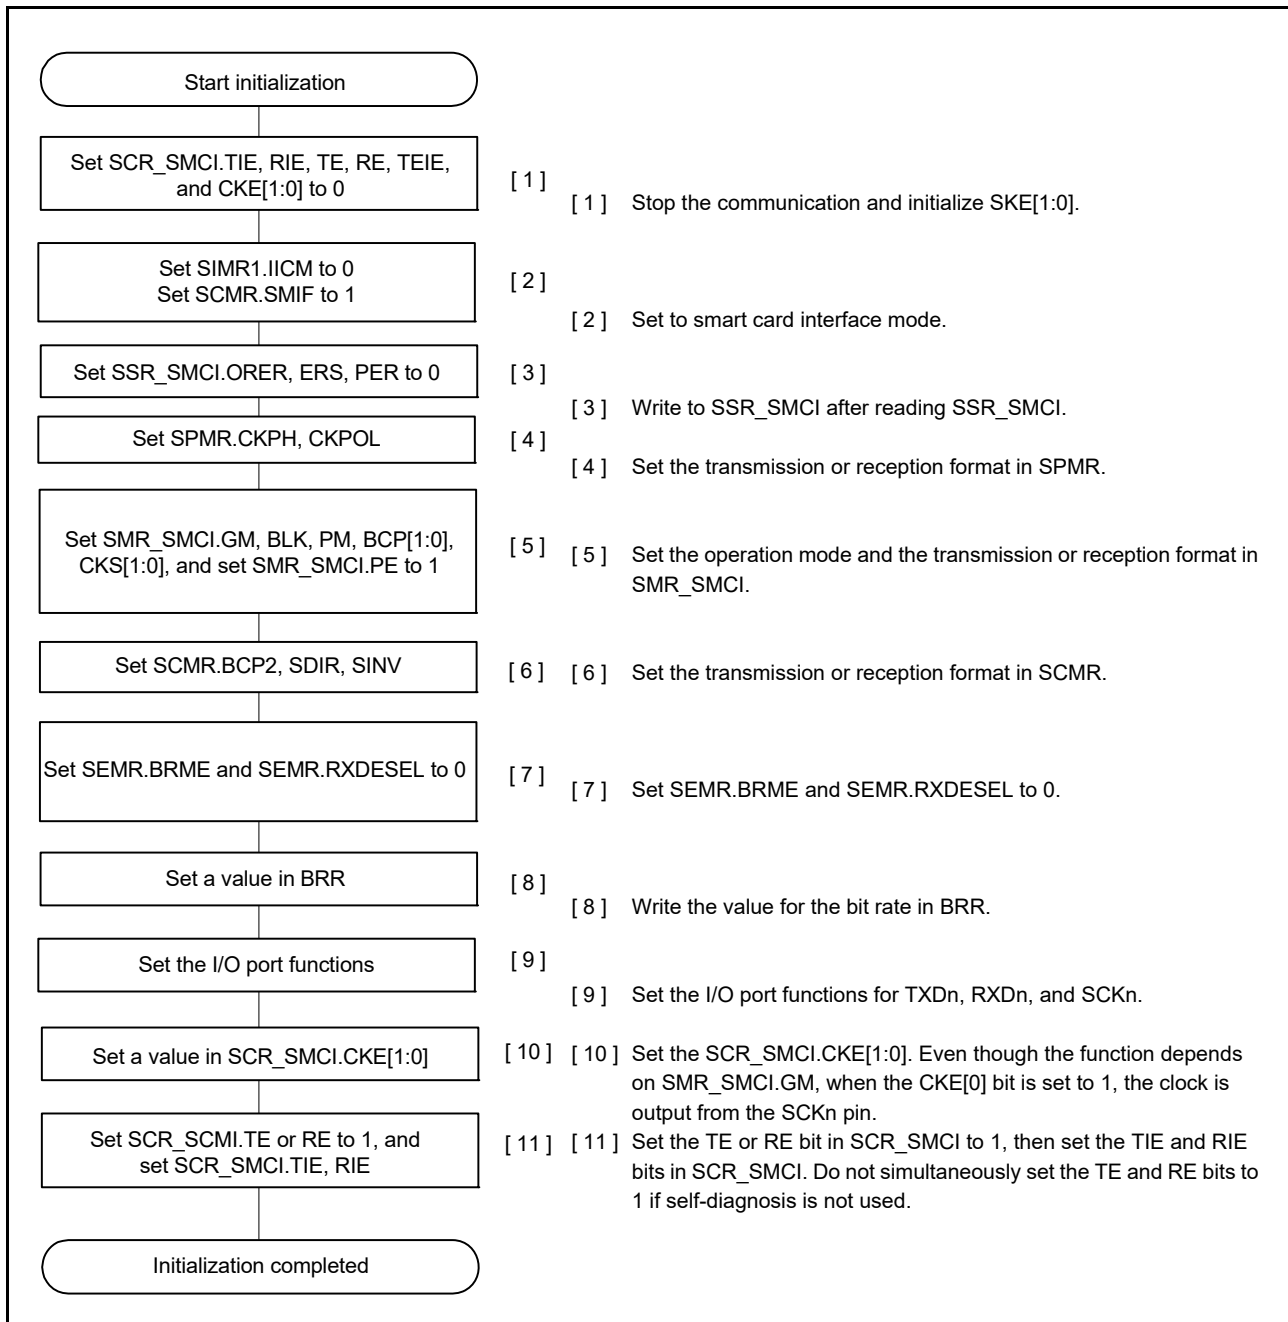 Start initialization
Set SCR_SMCI.TIE, RIE, TE, RE, TEIE,
and CKE[1:0] to 0
[ 1 ]
[ 1 ] Stop the communication and initialize SKE[1:0].
Set SIMR1.IICM to 0
Set SCMR.SMIF to 1
[ 2 ]
[ 2 ] Set to smart card interface mode.
Set SSR_SMCI.ORER, ERS, PER to 0
[ 3 ]
[ 3 ] Write to SSR_SMCI after reading SSR_SMCI.
Set SPMR.CKPH, CKPOL
[ 4 ]
[ 4 ] Set the transmission or reception format in SPMR.
Set SMR_SMCI.GM, BLK, PM, BCP[1:0],
CKS[1:0], and set SMR_SMCI.PE to 1
[ 5 ]
[ 5 ] Set the operation mode and the transmission or reception format in
SMR_SMCI.
Set SCMR.BCP2, SDIR, SINV
[ 6 ]
[ 6 ] Set the transmission or reception format in SCMR.
Set SEMR.BRME and SEMR.RXDESEL to 0
[ 7 ]
[ 7 ] Set SEMR.BRME and SEMR.RXDESEL to 0.
Set a value in BRR
[ 8 ]
[ 8 ] Write the value for the bit rate in BRR.
Set the I/O port functions
[ 9 ]
[ 9 ] Set the I/O port functions for TXDn, RXDn, and SCKn.
Set a value in SCR_SMCI.CKE[1:0]
[ 10 ]
[ 10 ] Set the SCR_SMCI.CKE[1:0]. Even though the function depends
on SMR_SMCI.GM, when the CKE[0] bit is set to 1, the clock is
output from the SCKn pin.
Set SCR_SCMI.TE or RE to 1, and
set SCR_SMCI.TIE, RIE
[ 11 ]
[ 11 ] Set the TE or RE bit in SCR_SMCI to 1, then set the TIE and RIE
bits in SCR_SMCI. Do not simultaneously set the TE and RE bits to
1 if self-diagnosis is not used.
Initialization completed